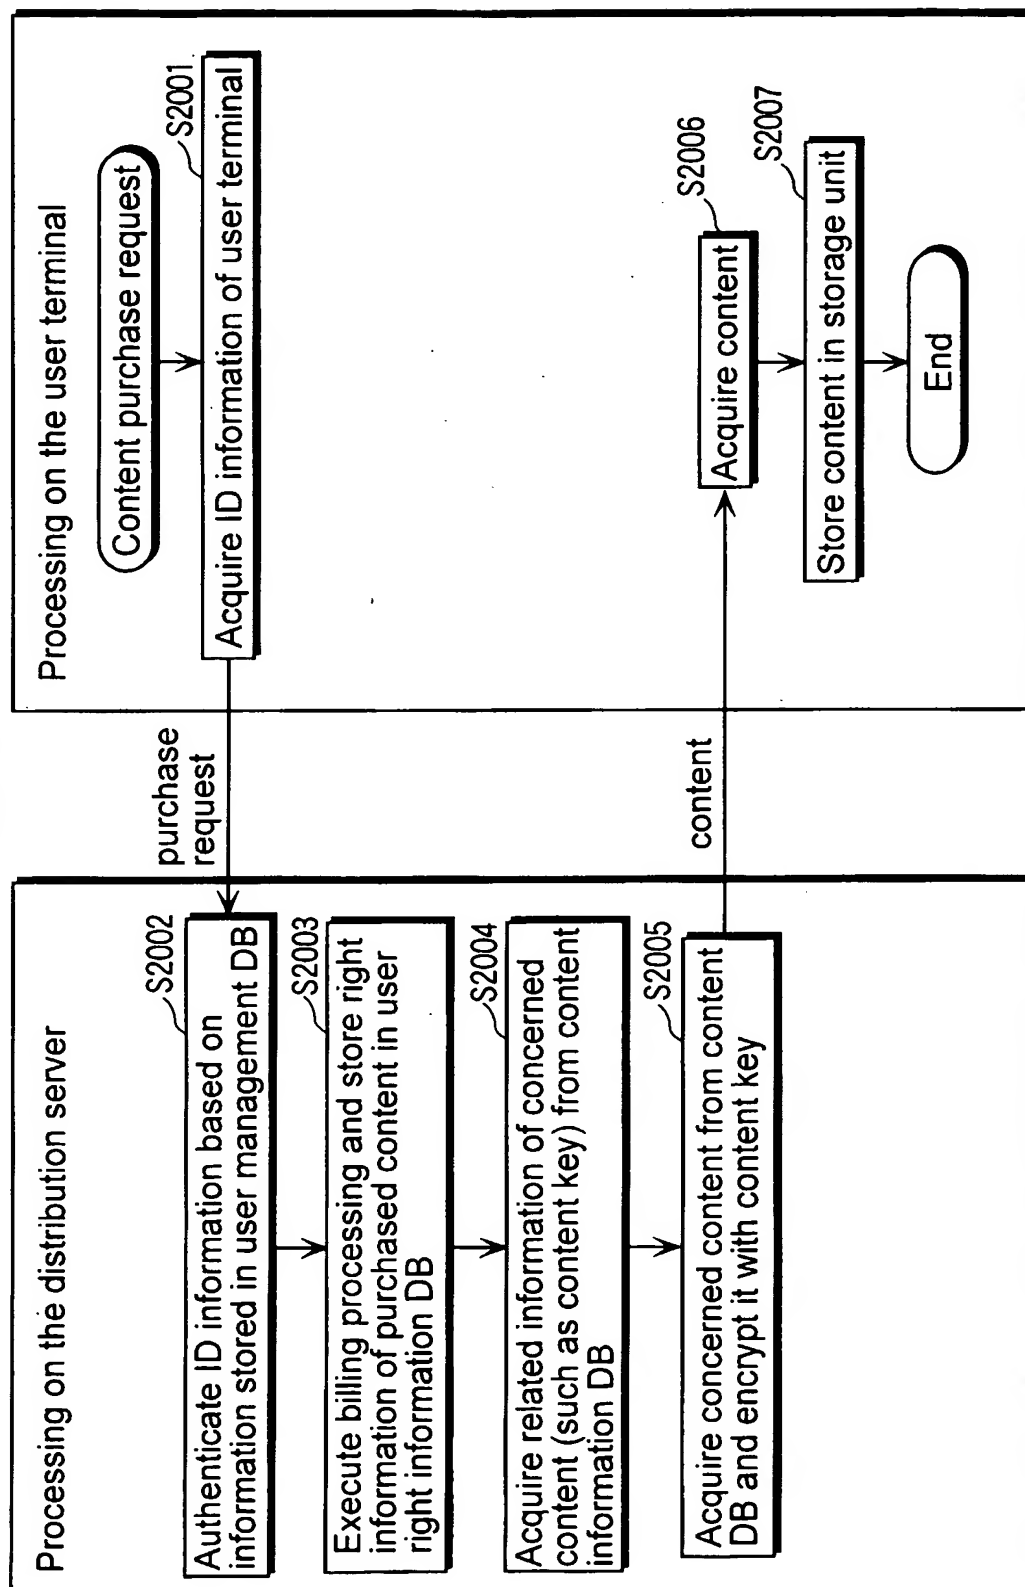 Processing on the distribution server
S2002
Authenticate ID information based on
information stored in user management DB
S2003
Execute billing processing and store right
information of purchased content in user
right information DB
S2004
Acquire related information of concerned
content (such as content key) from content
information DB
S2005
Acquire concerned content from content
DB and encrypt it with content key
purchase
request
content
Processing on the user terminal
Content purchase request
S2001
Acquire ID information of user terminal
S2006
Acquire content
S2007
Store content in storage unit
End